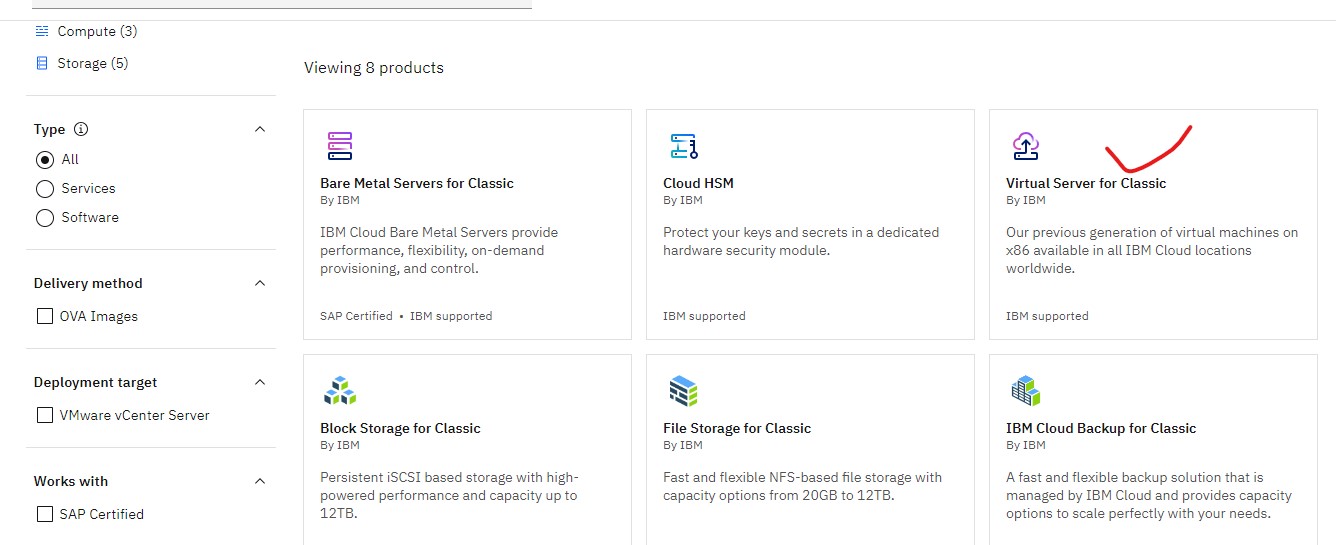 Compute (3)
Storage (5)
Type
All
Services
Software
Delivery method
OVA Images
Deployment target
VMware vCenter Server
Works with
SAP Certified
Viewing 8 products
Bare Metal Servers for Classic
By IBM
IBM Cloud Bare Metal Servers provide
performance, flexibility, on-demand
provisioning, and control.
SAP Certified • IBM supported
Cloud HSM
By IBM
Protect your keys and secrets in a dedicated
hardware security module.
IBM supported
Virtual Server for Classic
By IBM
Our previous generation of virtual machines on
x86 available in all IBM Cloud locations
worldwide.
IBM supported
Block Storage for Classic
By IBM
Persistent iSCSI based storage with high-
powered performance and capacity up to
12TB.
File Storage for Classic
By IBM
Fast and flexible NFS-based file storage with
capacity options from 20GB to 12TB.
IBM Cloud Backup for Classic
By IBM
A fast and flexible backup solution that is
managed by IBM Cloud and provides capacity
options to scale perfectly with your needs.